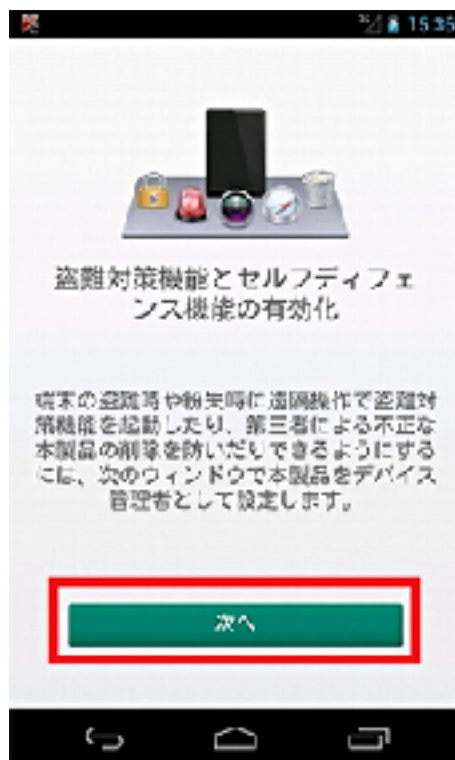 3G 15:35
盗難対策機能とセルフディフェ
ンス機能の有効化
端末の盗難時や紛失時に遠隔操作で盗難対
策機能を起動したり、第三者による不正な
本製品の削除を防いだりできるようにする
には、次のウィンドウで本製品をデバイス
管理者として設定します。
次へ